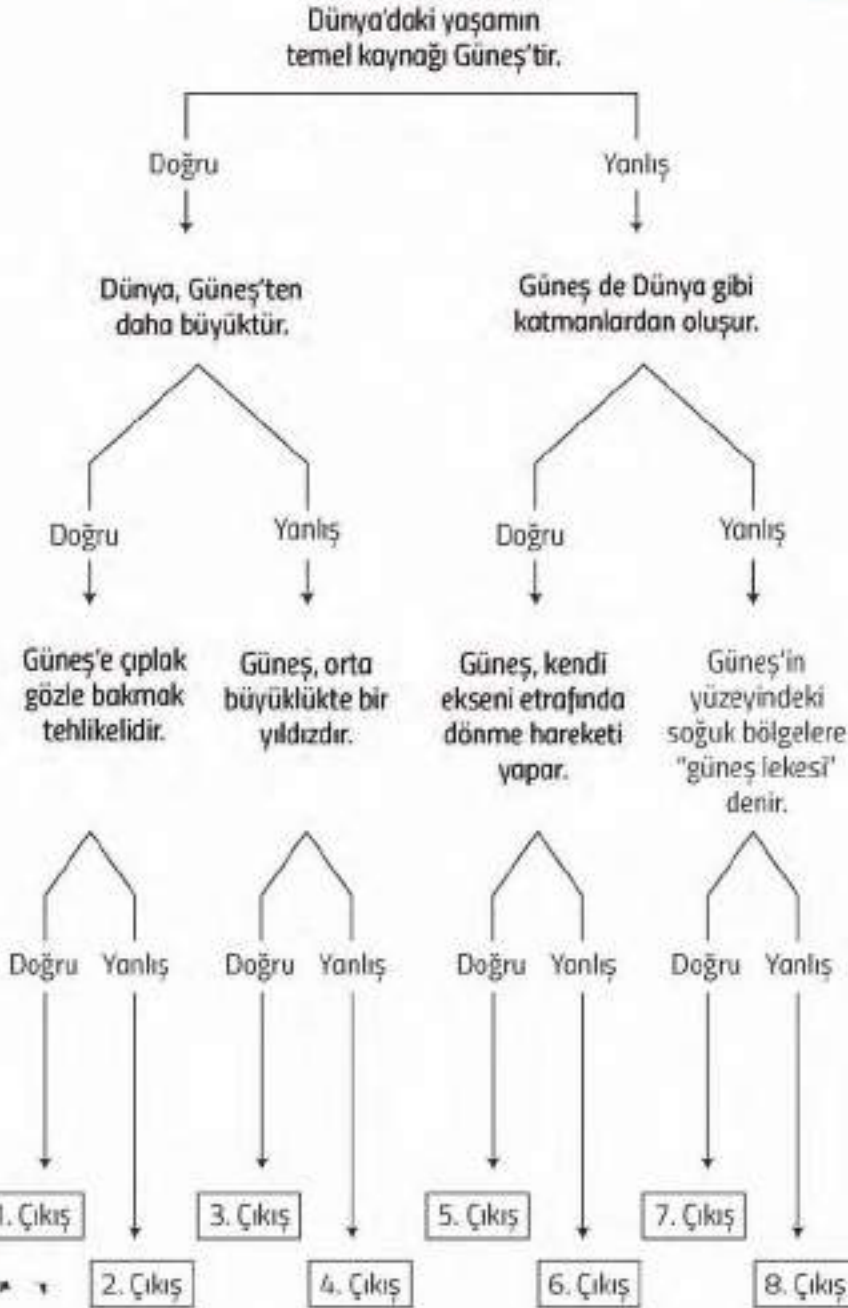 Dünya'daki yaşamın
temel kaynağı Güneş'tir.
Doğru
Yanlış
Dünya, Güneş'ten
daha büyüktür.
Güneş de Dünya gibi
katmanlardan oluşur.
Doğru
Yanlış
Doğru
Yanlış
Güneş'e çıplak
gözle bakmak
tehlikelidir.
Güneş, orta
büyüklükte bir
yıldızdır.
Güneş, kendi
ekseni etrafında
dönme hareketi
yapar.
Güneş'in
yüzeyindeki
soğuk bölgelere
"güneş lekesi"
denir.
Doğru Yanlış
Doğru Yanlış
Doğru Yanlış
Doğru Yanlış
1. Çıkış
3. Çıkış
5. Çıkış
7. Çıkış
2. Çıkış
4. Çıkış
6. Çıkış
8. Çıkış